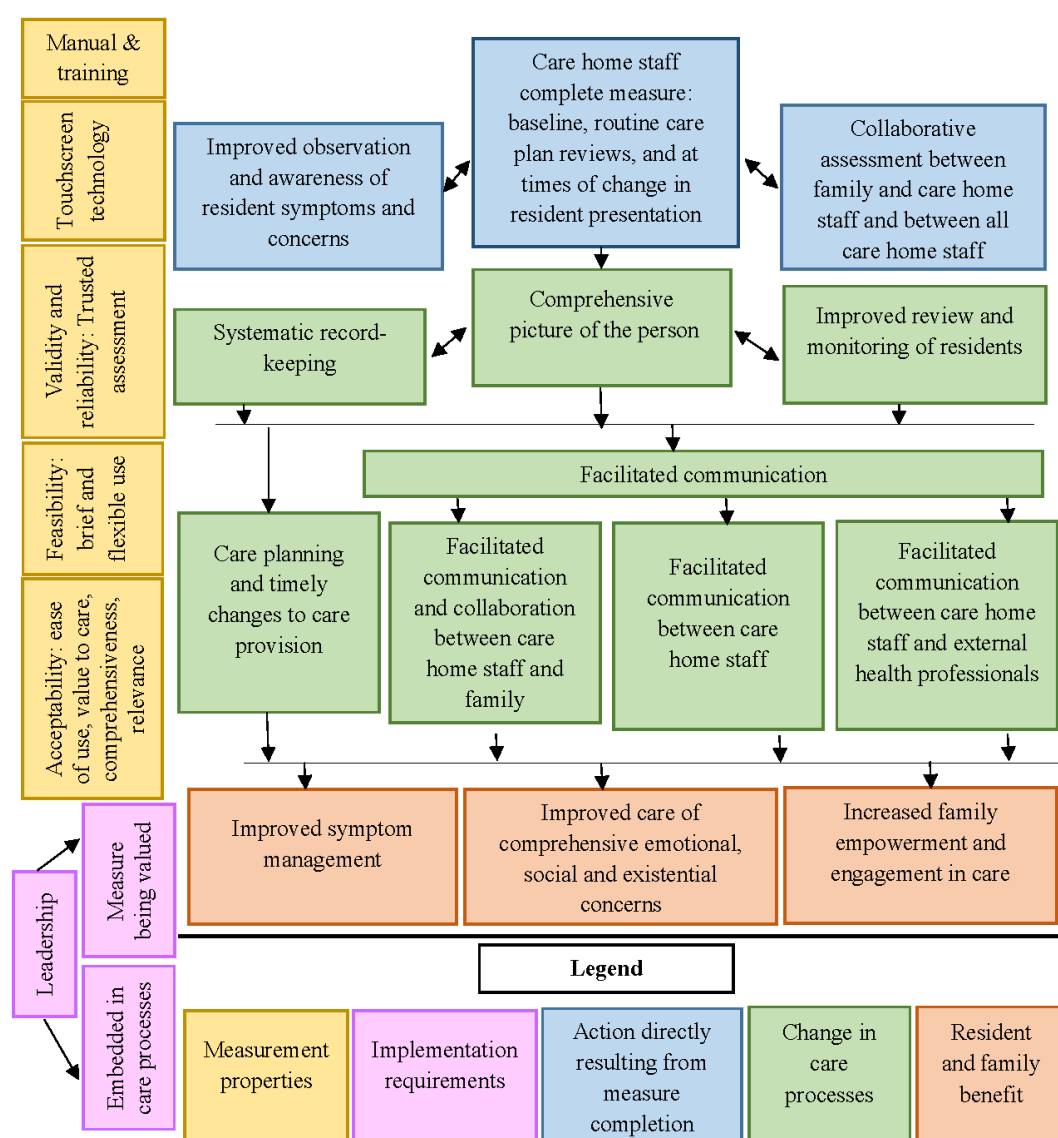 Manual &
training
Touchscreen
technology
Validity and
reliability: Trusted
assessment
Feasibility:
brief and
flexible use
Acceptability: ease
of use, value to care,
comprehensiveness,
relevance
Leadership
Measure
being valued
Embedded in
care processes
Improved observation
and awareness of
resident symptoms and
concerns
Care home staff
complete measure:
baseline, routine care
plan reviews, and at
times of change in
resident presentation
Collaborative
assessment between
family and care home
staff and between all
care home staff
Systematic record-
keeping
Comprehensive
picture of the person
Improved review and
monitoring of residents
Facilitated communication
Care planning
and timely
changes to care
provision
Facilitated
communication
and collaboration
between care
home staff and
family
Facilitated
communication
between care
home staff
Facilitated
communication
between care home
staff and external
health professionals
Improved symptom
management
Improved care of
comprehensive emotional,
social and existential
concerns
Increased family
empowerment and
engagement in care
Legend
Measurement
properties
Implementation
requirements
Action directly
resulting from
measure
completion
Change in
care
processes
Resident
and family
benefit